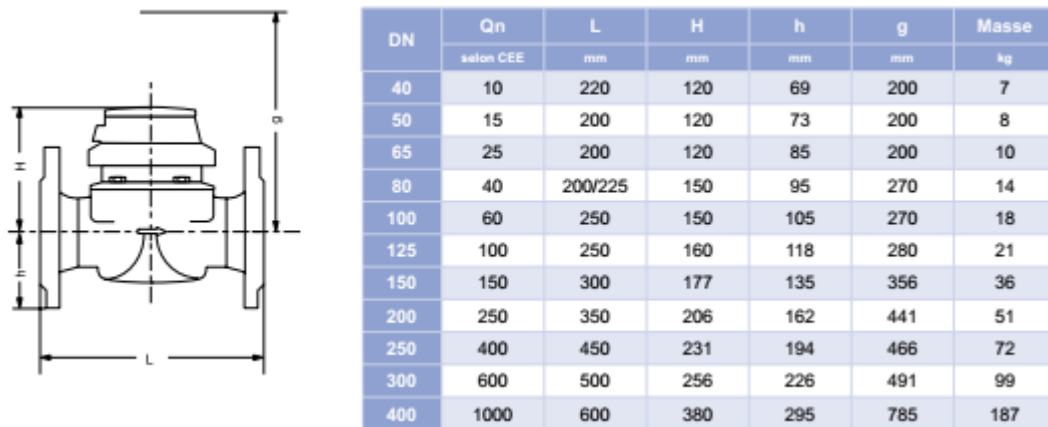 g
H
h
L
DN Qn L H h g Masse
selon CEE mm mm mm mm kg
40 10 220 120 69 200 7
50 15 200 120 73 200 8
65 25 200 120 85 200 10
80 40 200/225 150 95 270 14
100 60 250 150 105 270 18
125 100 250 160 118 280 21
150 150 300 177 135 356 36
200 250 350 206 162 441 51
250 400 450 231 194 466 72
300 600 500 256 226 491 99
400 1000 600 380 295 785 187